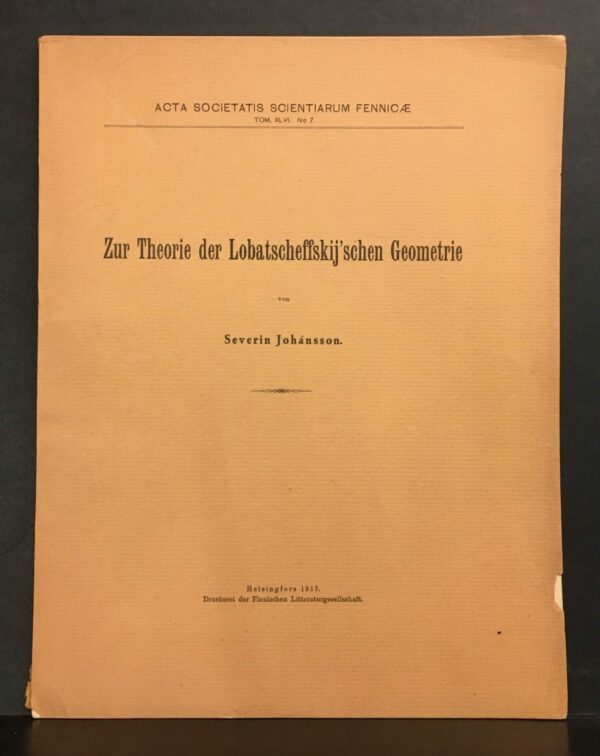 ACTA SOCIETATIS SCIENTIARUM FENNICÆ
TOM. XLVI. N:o 7.
Zur Theorie der Lobatscheffskij'schen Geometrie
von
Severin Johansson.
Helsingfors 1917.
Druckerei der Finnischen Litteraturgesellschaft.